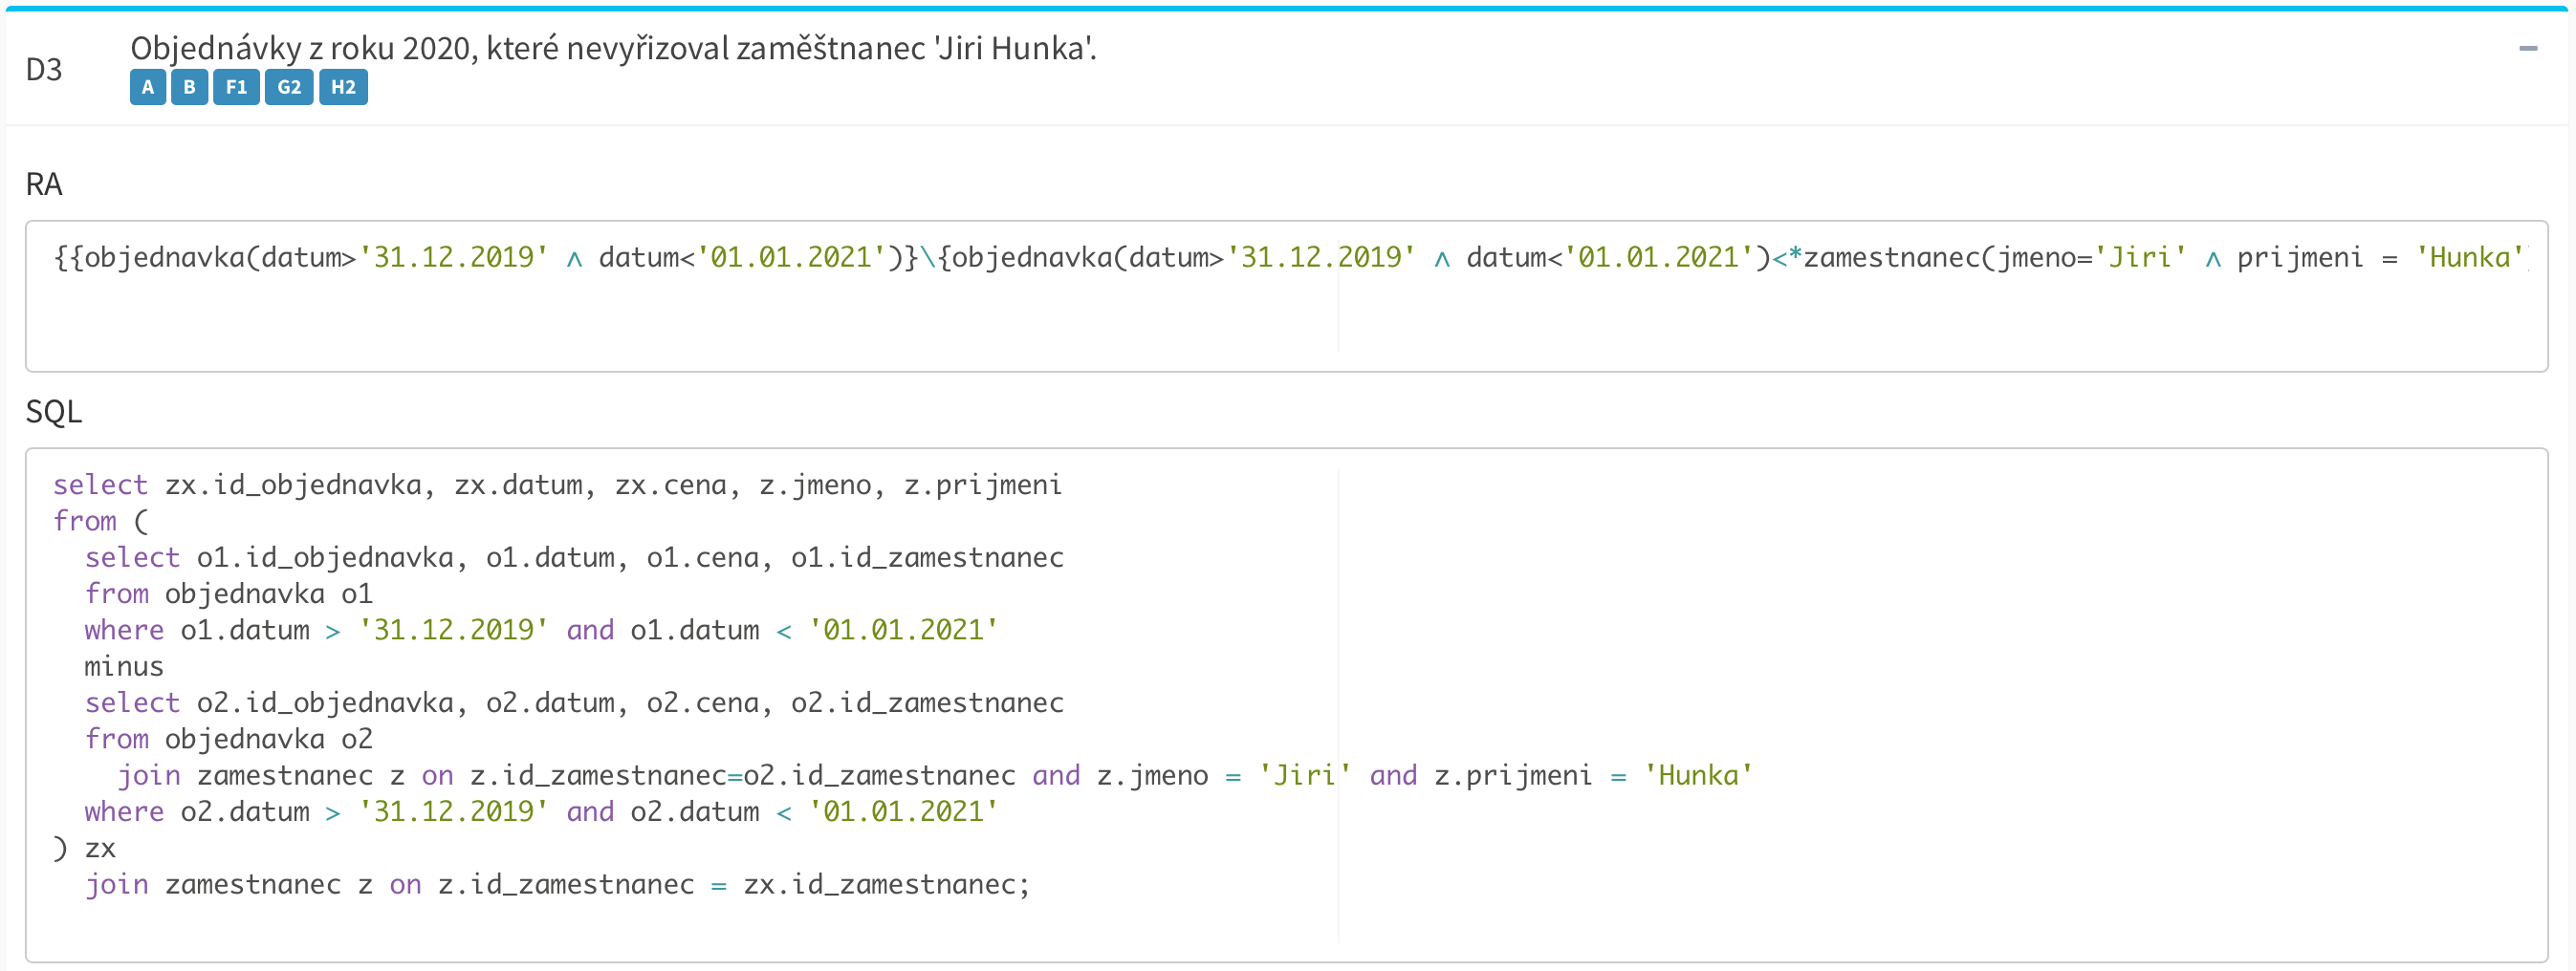 D3
Objednávky z roku 2020, které nevyřizoval zaměštnanec 'Jiri Hunka'.
A B F1 G2 H2
RA
{{objednavka(datum>'31.12.2019' ∧ datum<'01.01.2021')}\{objednavka(datum>'31.12.2019' ∧ datum<'01.01.2021')<*zamestnanec(jmeno='Jiri' ∧ prijmeni = 'Hunka'
SQL
select zx.id_objednavka, zx.datum, zx.cena, z.jmeno, z.prijmeni
from (
  select o1.id_objednavka, o1.datum, o1.cena, o1.id_zamestnanec
  from objednavka o1
  where o1.datum > '31.12.2019' and o1.datum < '01.01.2021'
  minus
  select o2.id_objednavka, o2.datum, o2.cena, o2.id_zamestnanec
  from objednavka o2
    join zamestnanec z on z.id_zamestnanec=o2.id_zamestnanec and z.jmeno = 'Jiri' and z.prijmeni = 'Hunka'
  where o2.datum > '31.12.2019' and o2.datum < '01.01.2021'
) zx
  join zamestnanec z on z.id_zamestnanec = zx.id_zamestnanec;